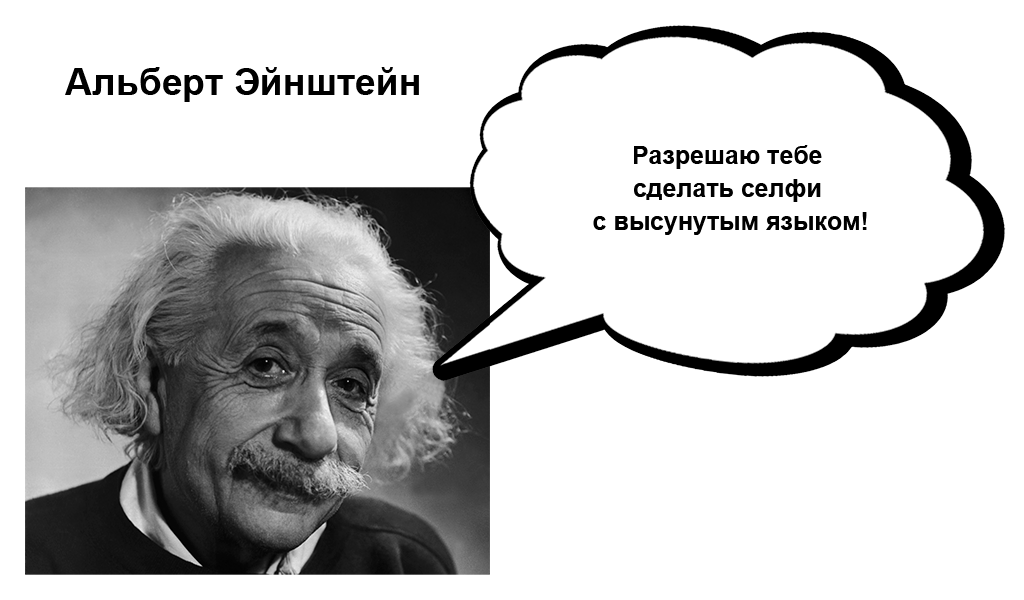 Альберт Эйнштейн
Разрешаю тебе
сделать селфи
с высунутым языком!